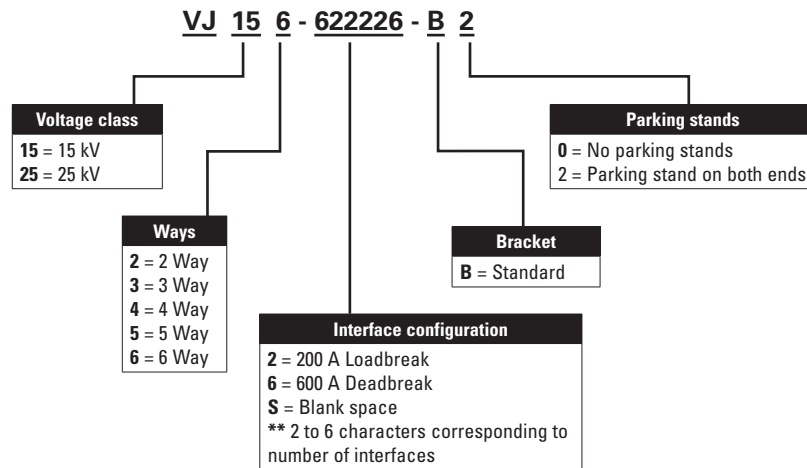 VJ 15 6 - 622226 - B 2
Voltage class
15 = 15 kV
25 = 25 kV
Parking stands
0 = No parking stands
2 = Parking stand on both ends
Ways
2 = 2 Way
3 = 3 Way
4 = 4 Way
5 = 5 Way
6 = 6 Way
Bracket
B = Standard
Interface configuration
2 = 200 A Loadbreak
6 = 600 A Deadbreak
S = Blank space
** 2 to 6 characters corresponding to
number of interfaces